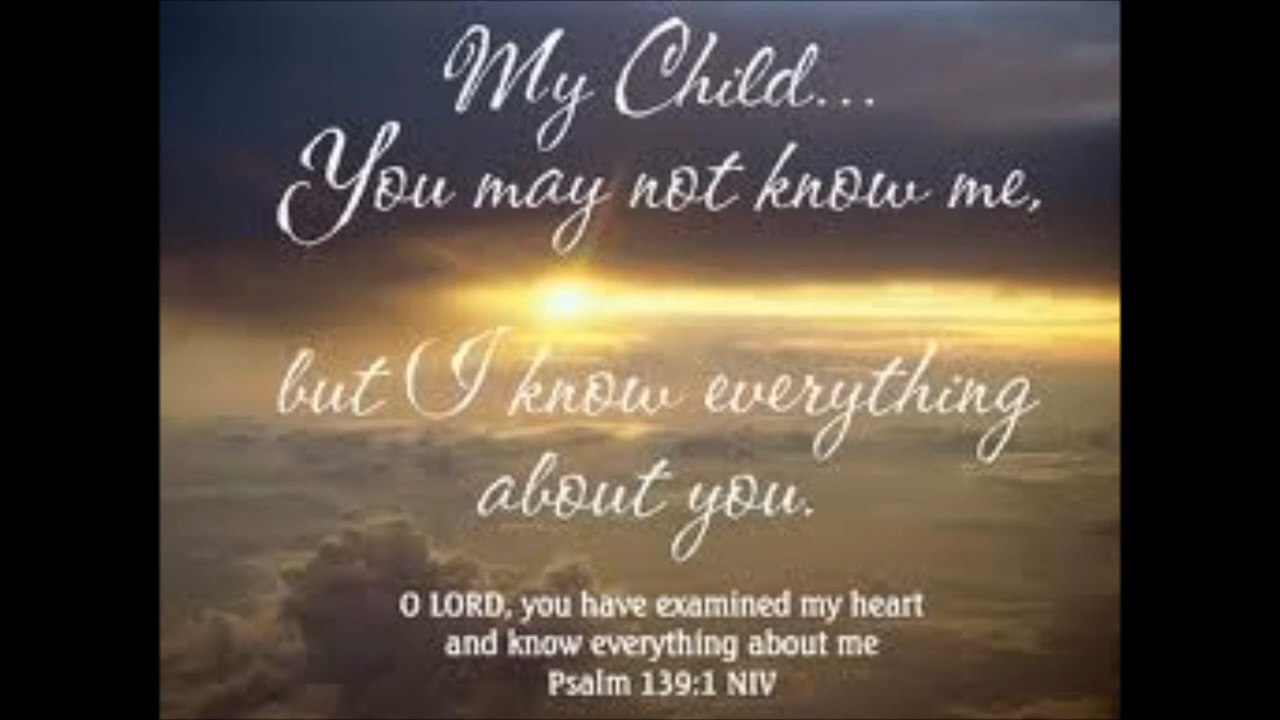 My Child...
You may not know me,
but I know everything
about you.
O LORD, you have examined my heart
and know everything about me
Psalm 139:1 NIV